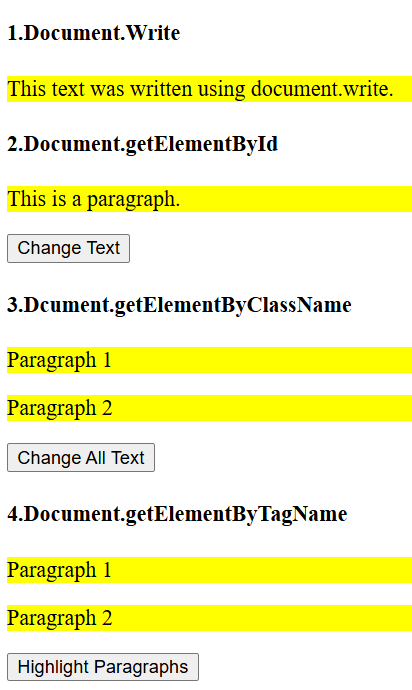 1.Document.Write
This text was written using document.write.
2.Document.getElementById
This is a paragraph.
Change Text
3.Dcument.getElementByClassName
Paragraph 1
Paragraph 2
Change All Text
4.Document.getElementByTagName
Paragraph 1
Paragraph 2
Highlight Paragraphs